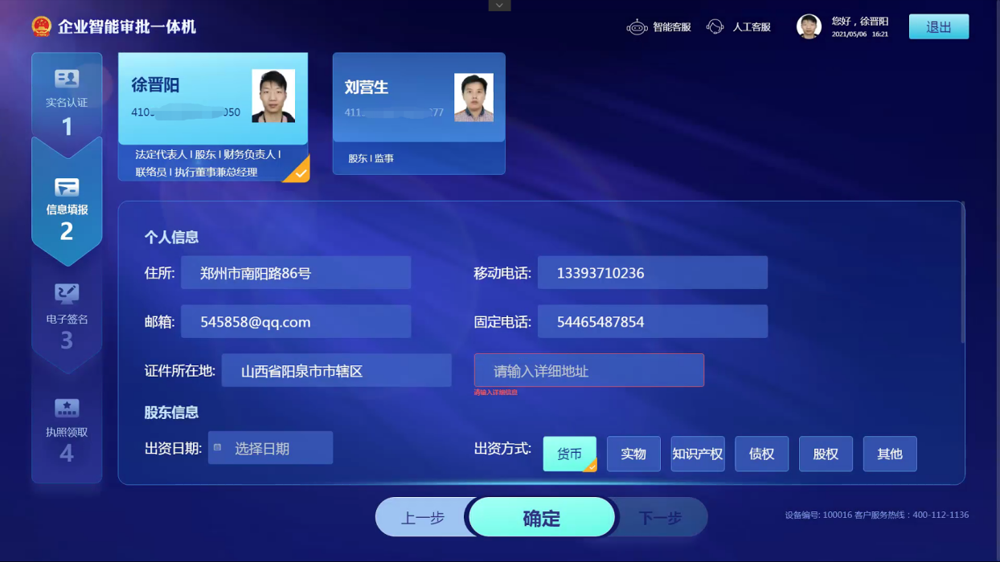 企业智能审批一体机
智能客服
人工客服
您好，徐晋阳
2021/05/06 16:21
退出
实名认证
1
信息填报
2
电子签名
3
执照领取
4
徐晋阳
410. 050
法定代表人 | 股东 | 财务负责人 |
联络员 | 执行董事兼总经理
刘营生
411. 277
股东 | 监事
个人信息
住所: 郑州市南阳路86号
移动电话: 13393710236
邮箱: 545858@qq.com
固定电话: 54465487854
证件所在地: 山西省阳泉市市辖区
请输入详细地址
请输入详细信息
股东信息
出资日期: 选择日期
出资方式: 货币 实物 知识产权 债权 股权 其他
上一步 确定 下一步
设备编号: 100016 客户服务热线：400-112-1136